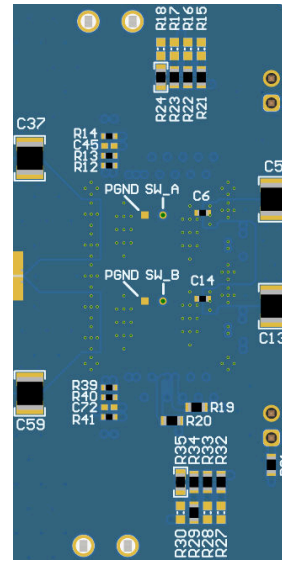 R18 R17 R16 R15
R24 R23 R22 R21
C37
R14
C45
R13
R12
C5
PGND SW_A
C6
PGND SW_B
C14
C13
R39
R40
C72
R41
C59
R19
R20
R35 R34 R33 R32
R30 R29 R28 R27